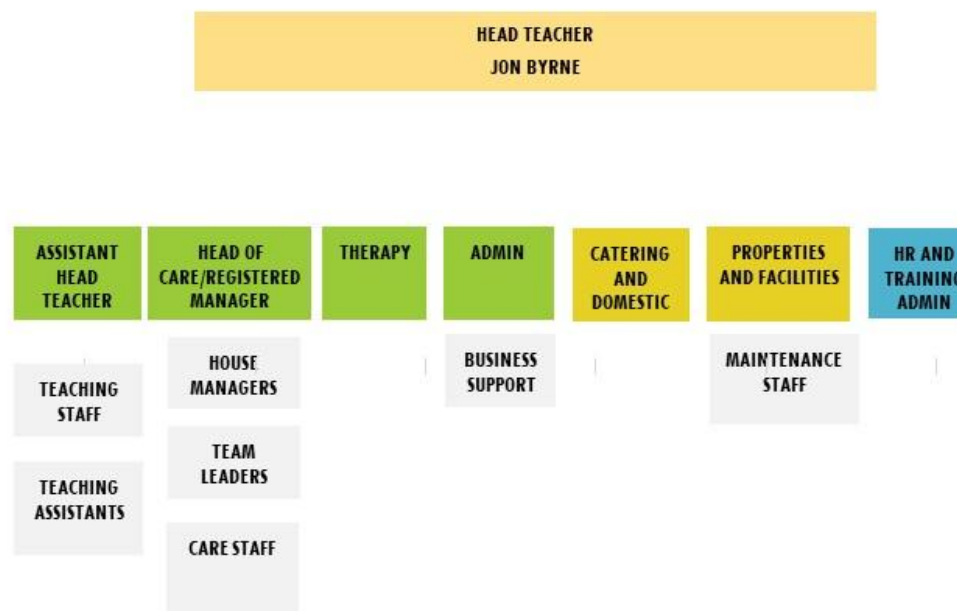 HEAD TEACHER
JON BYRNE
ASSISTANT
HEAD
TEACHER
HEAD OF
CARE/REGISTERED
MANAGER
THERAPY
ADMIN
CATERING
AND
DOMESTIC
PROPERTIES
AND FACILITIES
HR AND
TRAINING
ADMIN
TEACHING
STAFF
TEACHING
ASSISTANTS
HOUSE
MANAGERS
TEAM
LEADERS
CARE STAFF
BUSINESS
SUPPORT
MAINTENANCE
STAFF